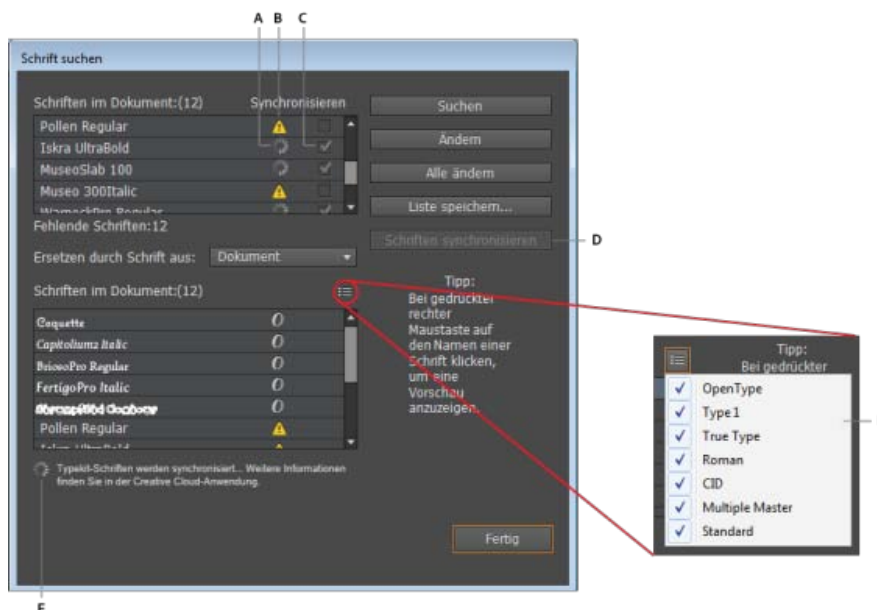 A B C
Schrift suchen
Schriften im Dokument:(12) Synchronisieren
Suchen
Pollen Regular
Ändern
Iskra UltraBold
MuseoSlab 100
Alle ändern
Museo 300Italic
WarnockPro Regular
Liste speichern...
Fehlende Schriften:12
Schriften synchronisieren
D
Ersetzen durch Schrift aus: Dokument
Schriften im Dokument:(12)
Tipp:
Bei gedrückter
rechter
Maustaste auf
den Namen einer
Schrift klicken,
um eine
Vorschau
anzuzeigen.
Coquette O
Capitolium2 Italic O
BriosoPro Regular O
FertigoPro Italic O
O
Pollen Regular
Iskra UltraBold
Typekit-Schriften werden synchronisiert... Weitere Informationen
finden Sie in der Creative Cloud-Anwendung.
Fertig
Tipp:
Bei gedrückter
OpenType
Type 1
True Type
Roman
CID
Multiple Master
Standard